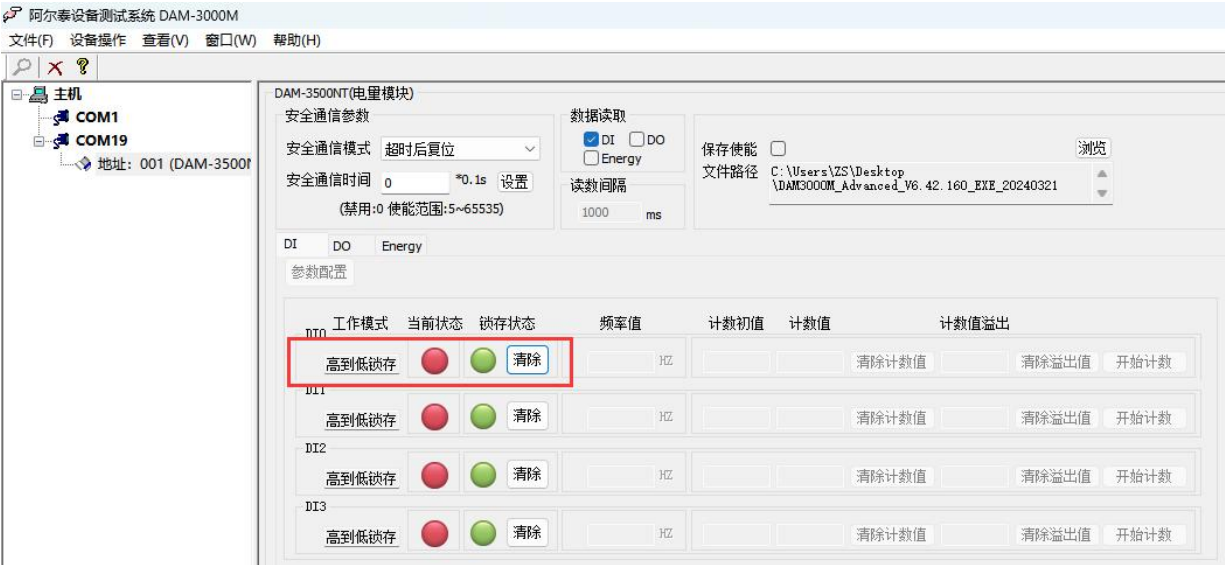 阿尔泰设备测试系统 DAM-3000M
文件(F) 设备操作 查看(V) 窗口(W) 帮助(H)
主机
COM1
COM19
地址: 001 (DAM-3500N
DAM-3500NT(电量模块)
安全通信参数
安全通信模式 超时后复位
安全通信时间 0 *0.1s 设置
(禁用:0 使能范围:5~65535)
数据读取
DI DO
Energy
读数间隔
1000 ms
保存使能 浏览
文件路径 C:\Users\ZS\Desktop
\DAM3000M_Advanced_V6.42.160_EXE_20240321
DI DO Energy
参数配置
工作模式 当前状态 锁存状态 频率值 计数初值 计数值 计数值溢出
DI0
高到低锁存 清除 HZ 清除计数值 清除溢出值 开始计数
DI1
高到低锁存 清除 HZ 清除计数值 清除溢出值 开始计数
DI2
高到低锁存 清除 HZ 清除计数值 清除溢出值 开始计数
DI3
高到低锁存 清除 HZ 清除计数值 清除溢出值 开始计数